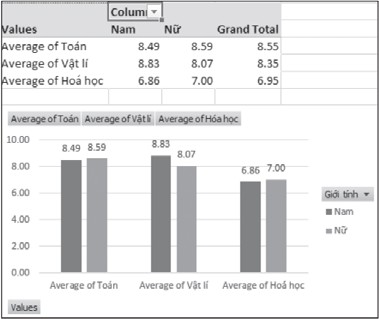 Column
Values Nam Nữ Grand Total
Average of Toán 8.49 8.59 8.55
Average of Vật lí 8.83 8.07 8.35
Average of Hoá học 6.86 7.00 6.95
Average of Toán Average of Vật lí Average of Hóa học
10.00
8.00
6.00
4.00
2.00
0.00
8.49 8.59
8.83
8.07
6.86 7.00
Average of Toán Average of Vật lí Average of Hoá học
Giới tính
Nam
Nữ
Values